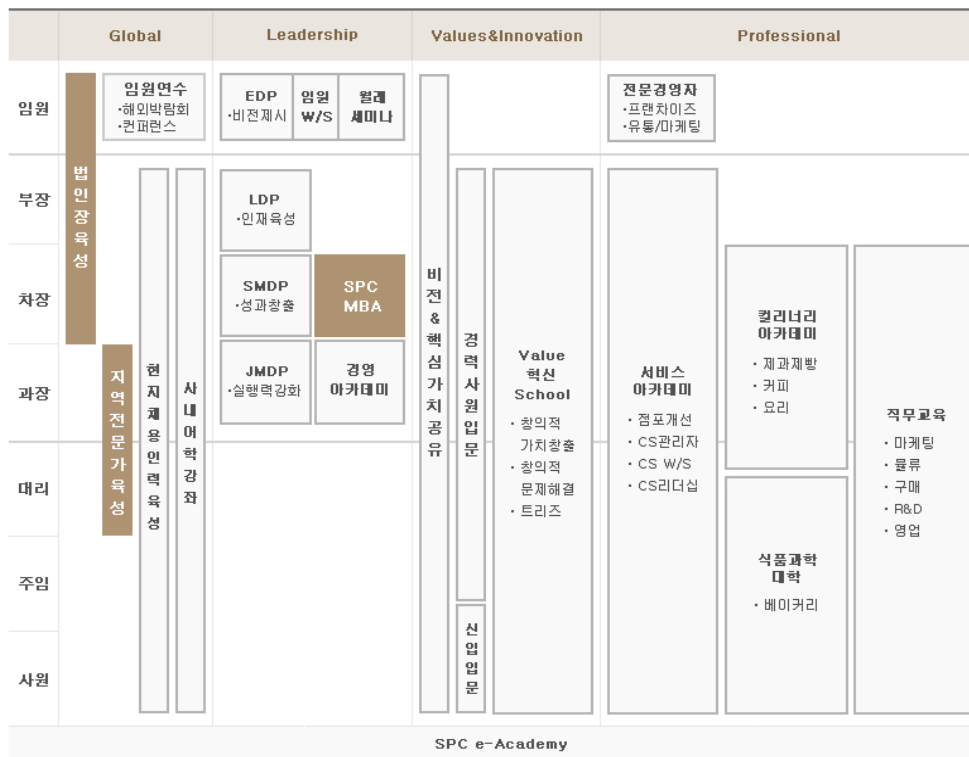 Global
Leadership
Values&Innovation
Professional
임원
임원연수
·해외박람회
·컨퍼런스
EDP
·비전제시
임원
W/S
월례
세미나
전문경영자
·프랜차이즈
·유통/마케팅
법인장육성
부장
LDP
·인재육성
차장
SMDP
·성과창출
SPC
MBA
과장
JMDP
·실행력강화
경영
아카데미
지역전문가육성
현지채용인력육성
사내어학강좌
비전&핵심가치공유
경력사원입문
신입입문
Value
혁신
School
· 창의적
가치창출
· 창의적
문제해결
· 트리즈
서비스
아카데미
· 점포개선
· CS관리자
· CS W/S
· CS리더십
컬리너리
아카데미
· 제과제빵
· 커피
· 요리
식품과학
대학
· 베이커리
직무교육
· 마케팅
· 물류
· 구매
· R&D
· 영업
대리
주임
사원
SPC e-Academy